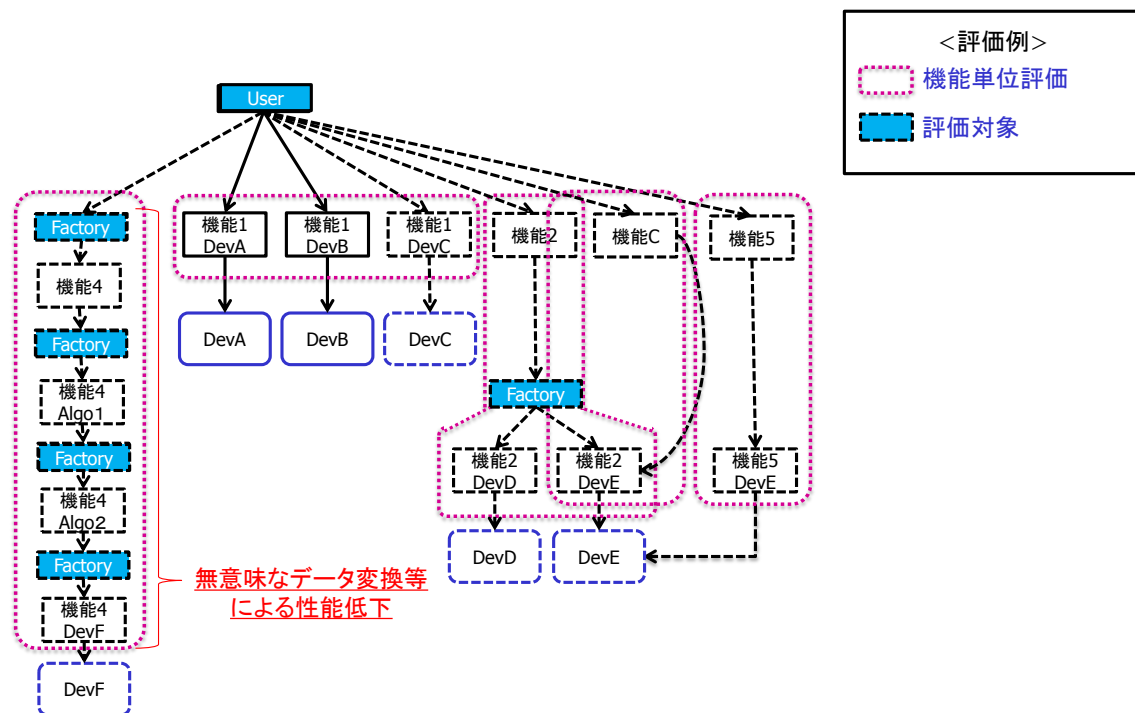 <評価例>
機能単位評価
評価対象
User
Factory
機能4
Factory
機能4
Algo1
Factory
機能4
Algo2
Factory
機能4
DevF
DevF
無意味なデータ変換等
による性能低下
機能1
DevA
機能1
DevB
機能1
DevC
DevA
DevB
DevC
機能2
機能C
機能5
Factory
機能2
DevD
機能2
DevE
機能5
DevE
DevD
DevE